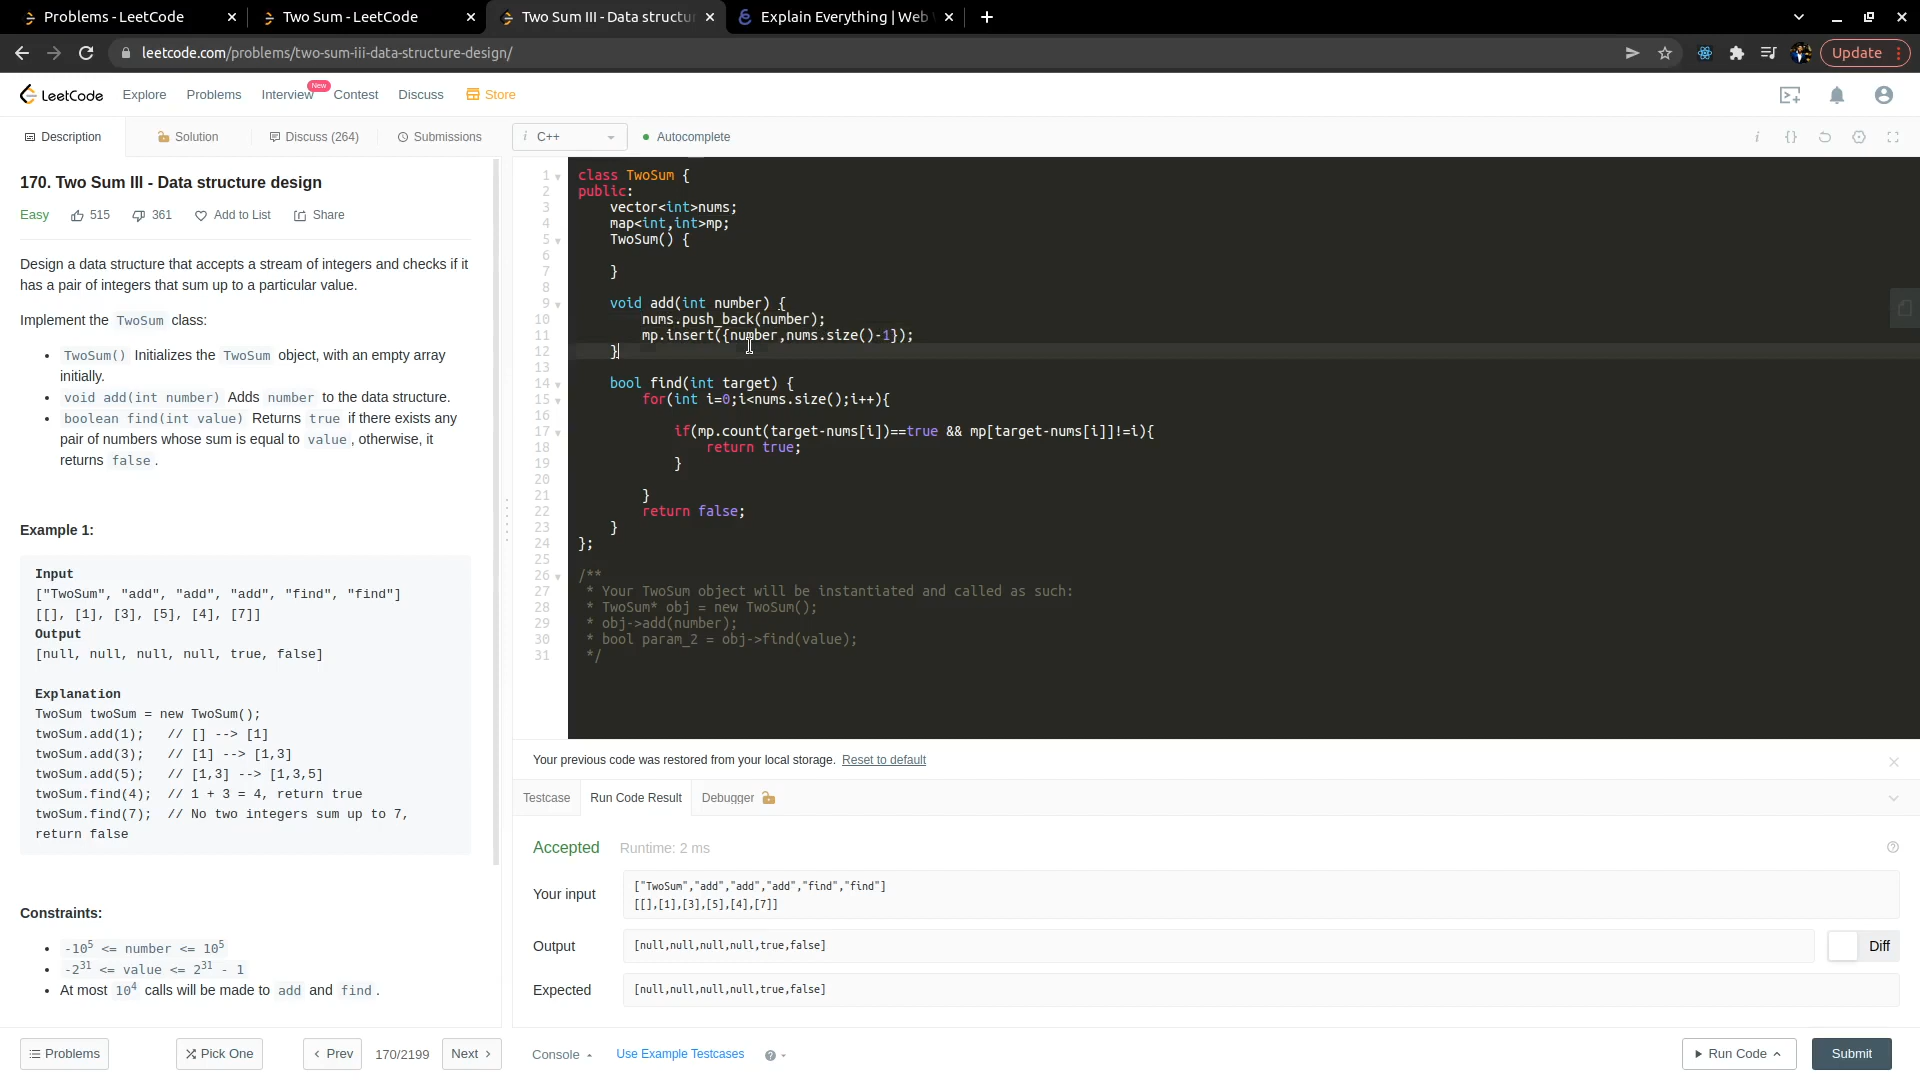 Problems - LeetCode
Two Sum - LeetCode
Two Sum III - Data structur
Explain Everything | Web
leetcode.com/problems/two-sum-iii-data-structure-design/
Update
LeetCode
Explore
Problems
Interview
New
Contest
Discuss
Store
Description
Solution
Discuss (264)
Submissions
i C++
Autocomplete
170. Two Sum III - Data structure design
Easy
515
361
Add to List
Share
Design a data structure that accepts a stream of integers and checks if it
has a pair of integers that sum up to a particular value.
Implement the TwoSum class:
• TwoSum() Initializes the TwoSum object, with an empty array
initially.
• void add(int number) Adds number to the data structure.
• boolean find(int value) Returns true if there exists any
pair of numbers whose sum is equal to value, otherwise, it
returns false.
Example 1:
Input
["TwoSum", "add", "add", "add", "find", "find"]
[[], [1], [3], [5], [4], [7]]
Output
[null, null, null, null, true, false]
Explanation
TwoSum twoSum = new TwoSum();
twoSum.add(1);   // [] --> [1]
twoSum.add(3);   // [1] --> [1,3]
twoSum.add(5);   // [1,3] --> [1,3,5]
twoSum.find(4);  // 1 + 3 = 4, return true
twoSum.find(7);  // No two integers sum up to 7,
return false
Constraints:
• -10^5 <= number <= 10^5
• -2^31 <= value <= 2^31 - 1
• At most 10^4 calls will be made to add and find.
Problems
Pick One
Prev
170/2199
Next
1 class TwoSum {
2 public:
3     vector<int>nums;
4     map<int,int>mp;
5     TwoSum() {
6
7     }
8
9     void add(int number) {
10         nums.push_back(number);
11         mp.insert({number,nums.size()-1});
12     }
13
14     bool find(int target) {
15         for(int i=0;i<nums.size();i++){
16
17             if(mp.count(target-nums[i])==true && mp[target-nums[i]]!=i){
18                 return true;
19             }
20
21         }
22         return false;
23     }
24 };
25
26 /**
27  * Your TwoSum object will be instantiated and called as such:
28  * TwoSum* obj = new TwoSum();
29  * obj->add(number);
30  * bool param_2 = obj->find(value);
31  */
Your previous code was restored from your local storage. Reset to default
Testcase
Run Code Result
Debugger
Accepted
Runtime: 2 ms
Your input
["TwoSum","add","add","add","find","find"]
[[],[1],[3],[5],[4],[7]]
Output
[null,null,null,null,true,false]
Diff
Expected
[null,null,null,null,true,false]
Console
Use Example Testcases
Run Code
Submit